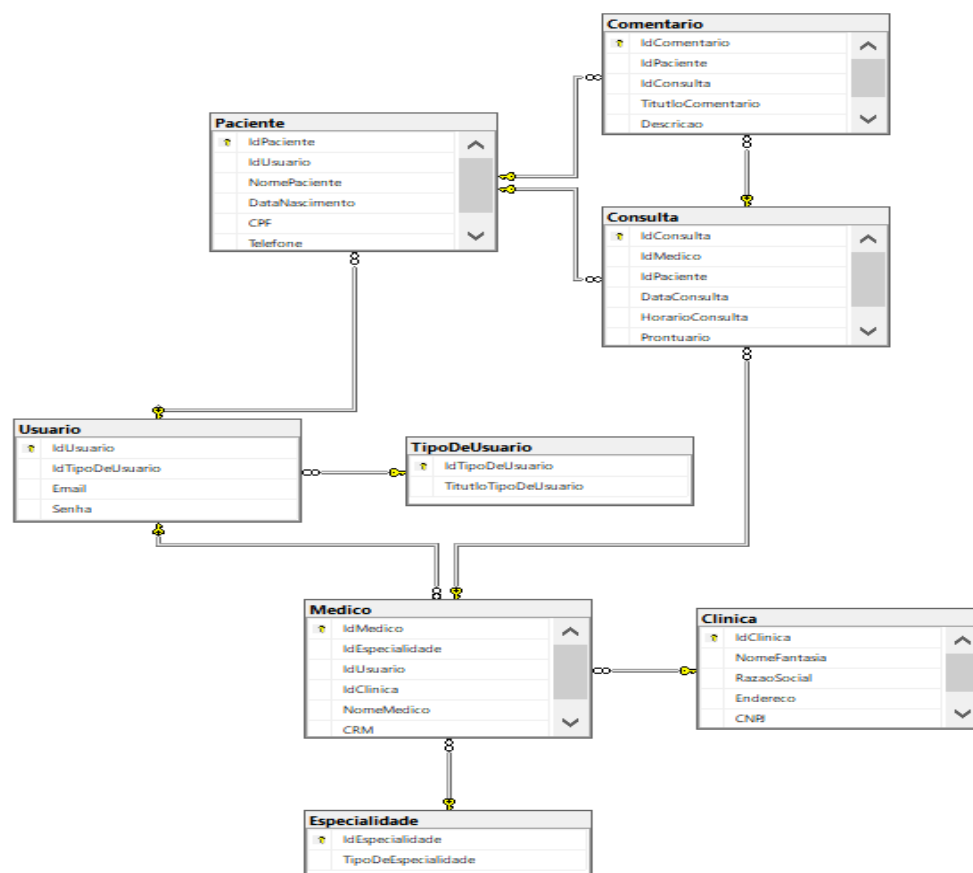 Comentario
IdComentario
IdPaciente
IdConsulta
TitutloComentario
Descricao
Paciente
IdPaciente
IdUsuario
NomePaciente
DataNascimento
CPF
Telefone
Consulta
IdConsulta
IdMedico
IdPaciente
DataConsulta
HorarioConsulta
Prontuario
Usuario
IdUsuario
IdTipoDeUsuario
Email
Senha
TipoDeUsuario
IdTipoDeUsuario
TitutloTipoDeUsuario
Medico
IdMedico
IdEspecialidade
IdUsuario
IdClinica
NomeMedico
CRM
Clinica
IdClinica
NomeFantasia
RazaoSocial
Endereco
CNPJ
Especialidade
IdEspecialidade
TipoDeEspecialidade